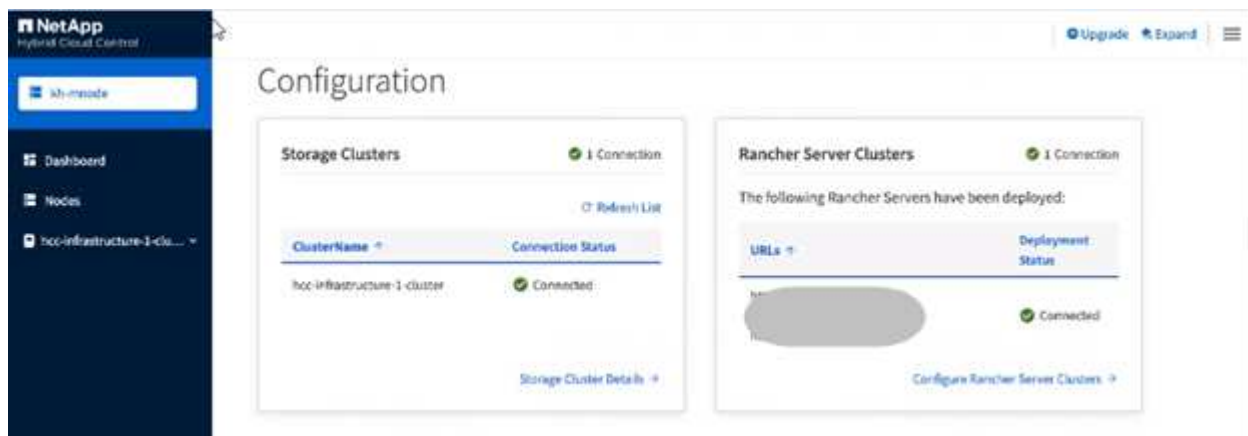 NetApp
Hybrid Cloud Control
kh-mnode
Dashboard
Nodes
hcc-infrastructure-1-clu...
Upgrade Expand
Configuration
Storage Clusters
1 Connection
Refresh List
ClusterName
Connection Status
hcc-infrastructure-1-cluster
Connected
Storage Cluster Details →
Rancher Server Clusters
1 Connection
The following Rancher Servers have been deployed:
URLs
Deployment
Status
Connected
Configure Rancher Server Clusters →